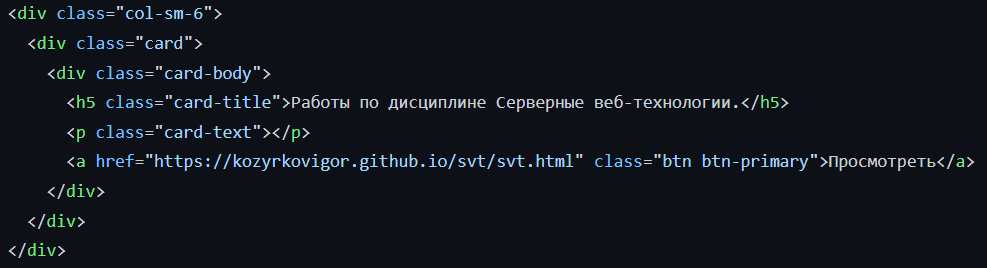 <div class="col-sm-6">
<div class="card">
<div class="card-body">
<h5 class="card-title">Работы по дисциплине Серверные веб-технологии.</h5>
<p class="card-text"></p>
<a href="https://kozyrkovigor.github.io/svt/svt.html" class="btn btn-primary">Просмотреть</a>
</div>
</div>
</div>